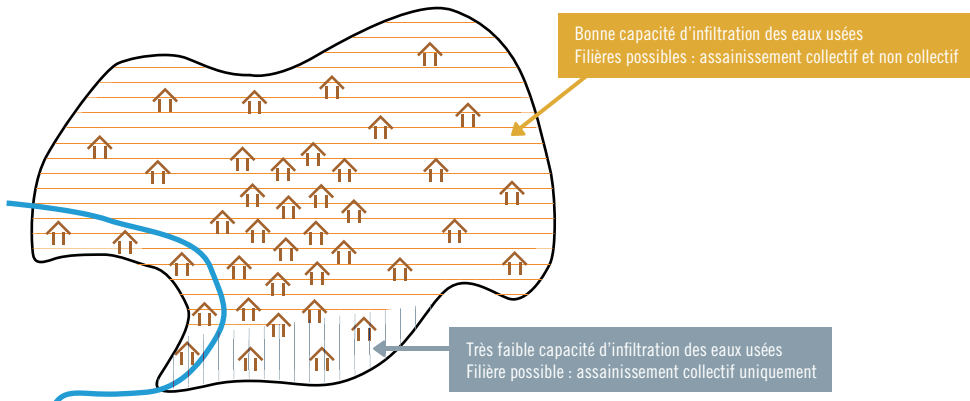 Bonne capacité d'infiltration des eaux usées
Filières possibles : assainissement collectif et non collectif
Très faible capacité d'infiltration des eaux usées
Filière possible : assainissement collectif uniquement